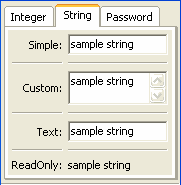 Integer String Password
Simple: sample string
Custom: sample string
Text: sample string
ReadOnly: sample string